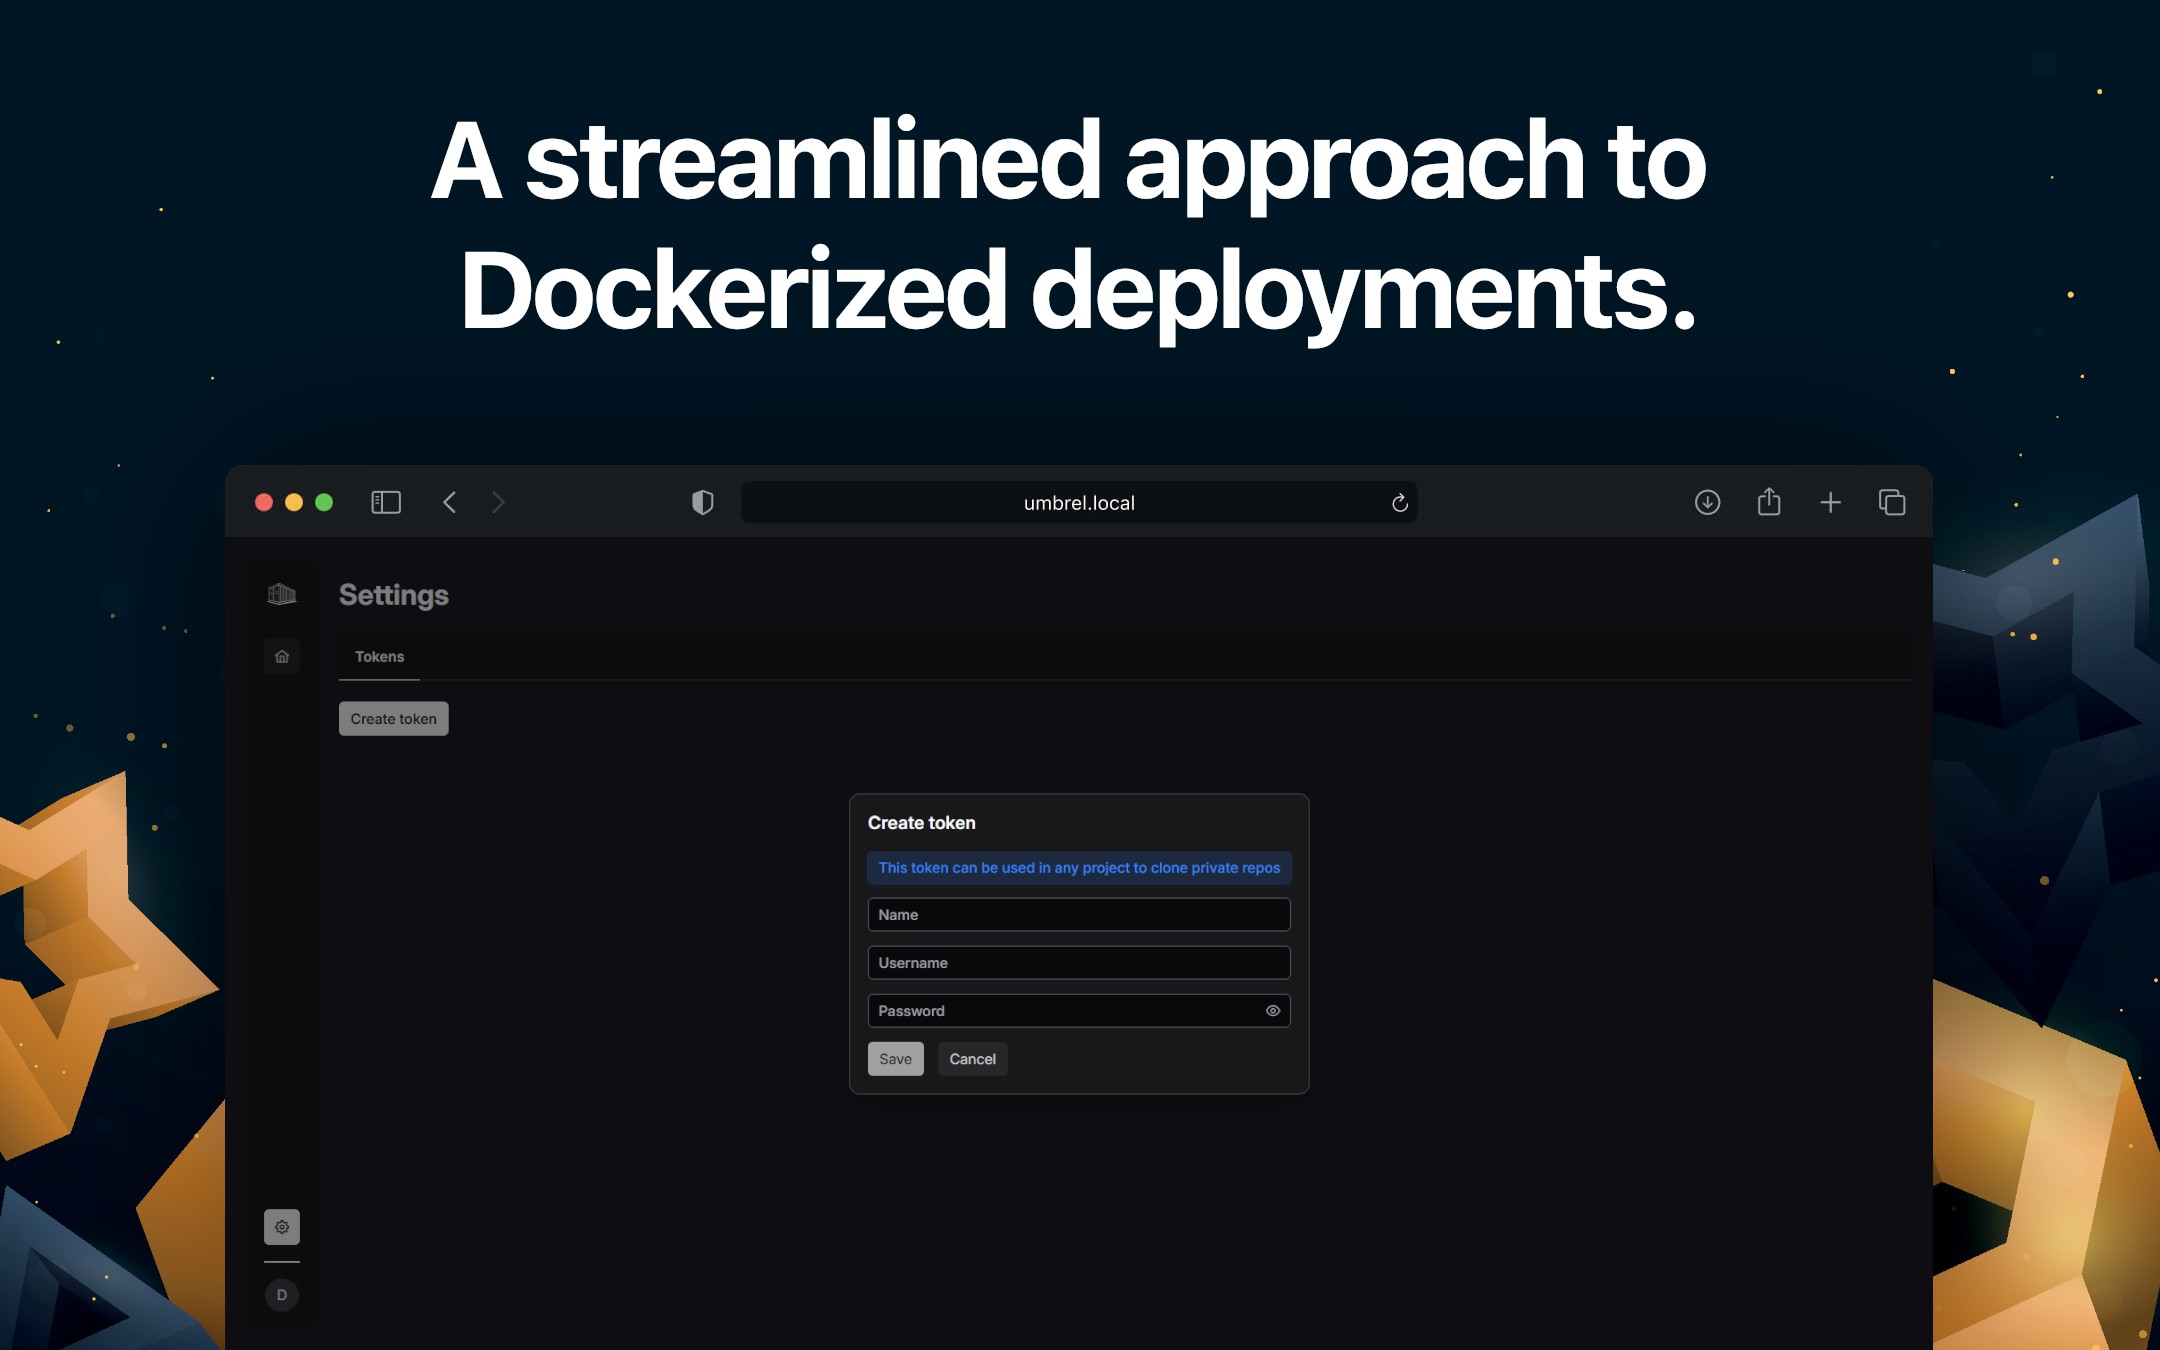 A streamlined approach to
Dockerized deployments.
umbrel.local
Settings
Tokens
Create token
Create token
This token can be used in any project to clone private repos
Name
Username
Password
Save Cancel
D